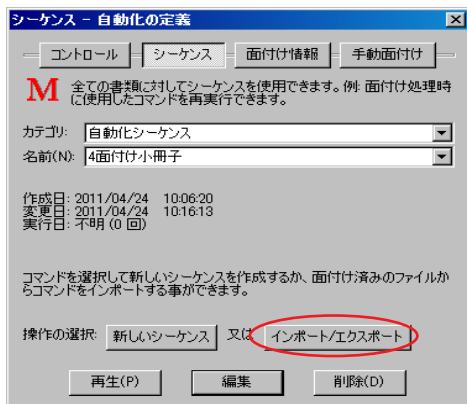 シーケンス - 自動化の定義
コントロール シーケンス 面付け情報 手動面付け
M 全ての書類に対してシーケンスを使用できます。例: 面付け処理時
に使用したコマンドを再実行できます。
カテゴリ: 自動化シーケンス
名前(N): 4面付け小冊子
作成日: 2011/04/24 10:06:20
変更日: 2011/04/24 10:16:13
実行日: 不明 (0 回)
コマンドを選択して新しいシーケンスを作成するか、面付け済みのファイルか
らコマンドをインポートする事ができます。
操作の選択: 新しいシーケンス 又は インポート/エクスポート
再生(P) 編集 削除(D)